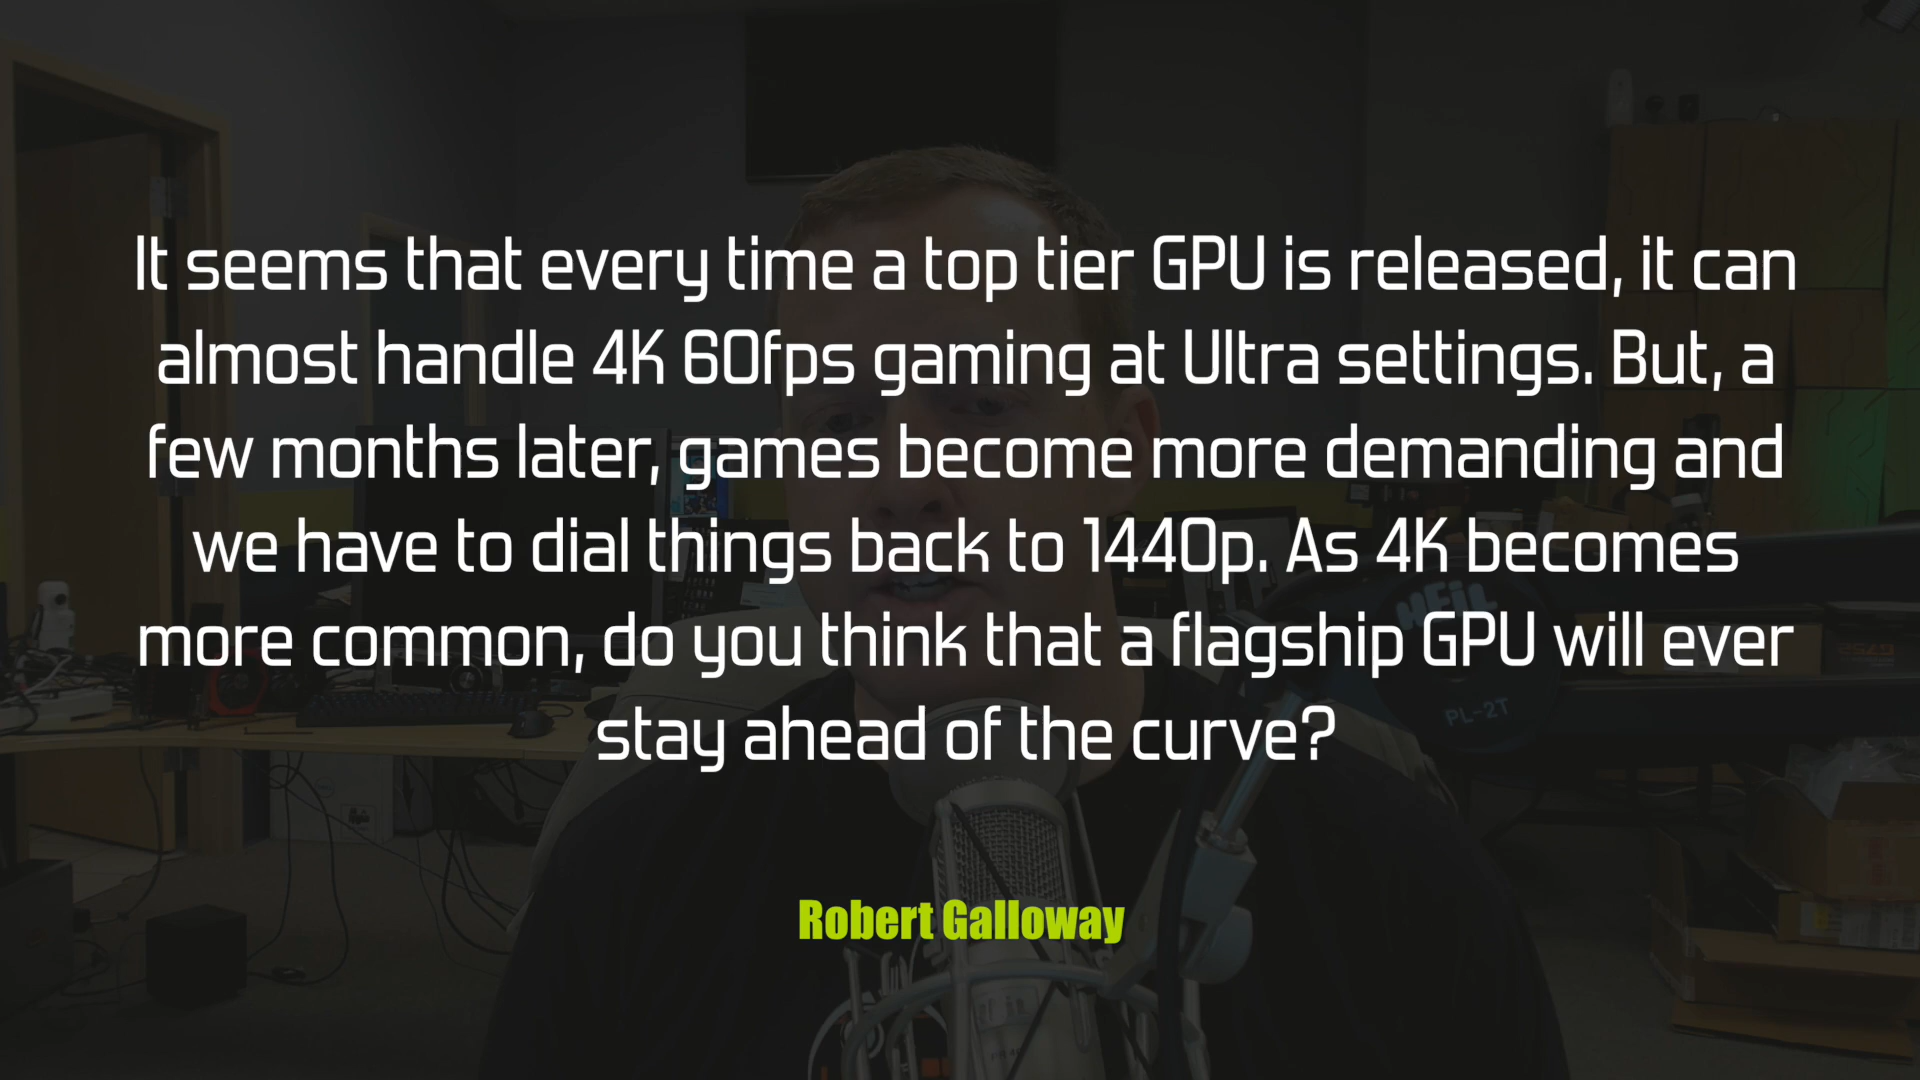 It seems that every time a top tier GPU is released, it can
almost handle 4K 60fps gaming at Ultra settings. But, a
few months later, games become more demanding and
we have to dial things back to 1440p. As 4K becomes
more common, do you think that a flagship GPU will ever
stay ahead of the curve?
HEiL
PL-2T
Robert Galloway